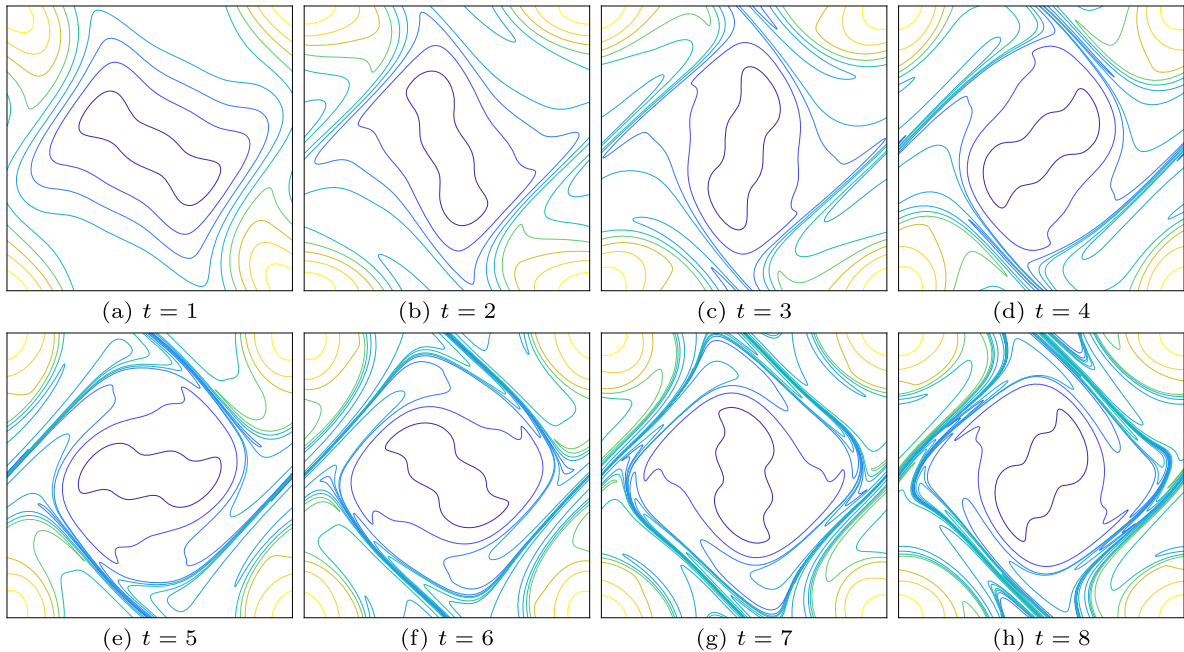 (a) t = 1
(b) t = 2
(c) t = 3
(d) t = 4
(e) t = 5
(f) t = 6
(g) t = 7
(h) t = 8